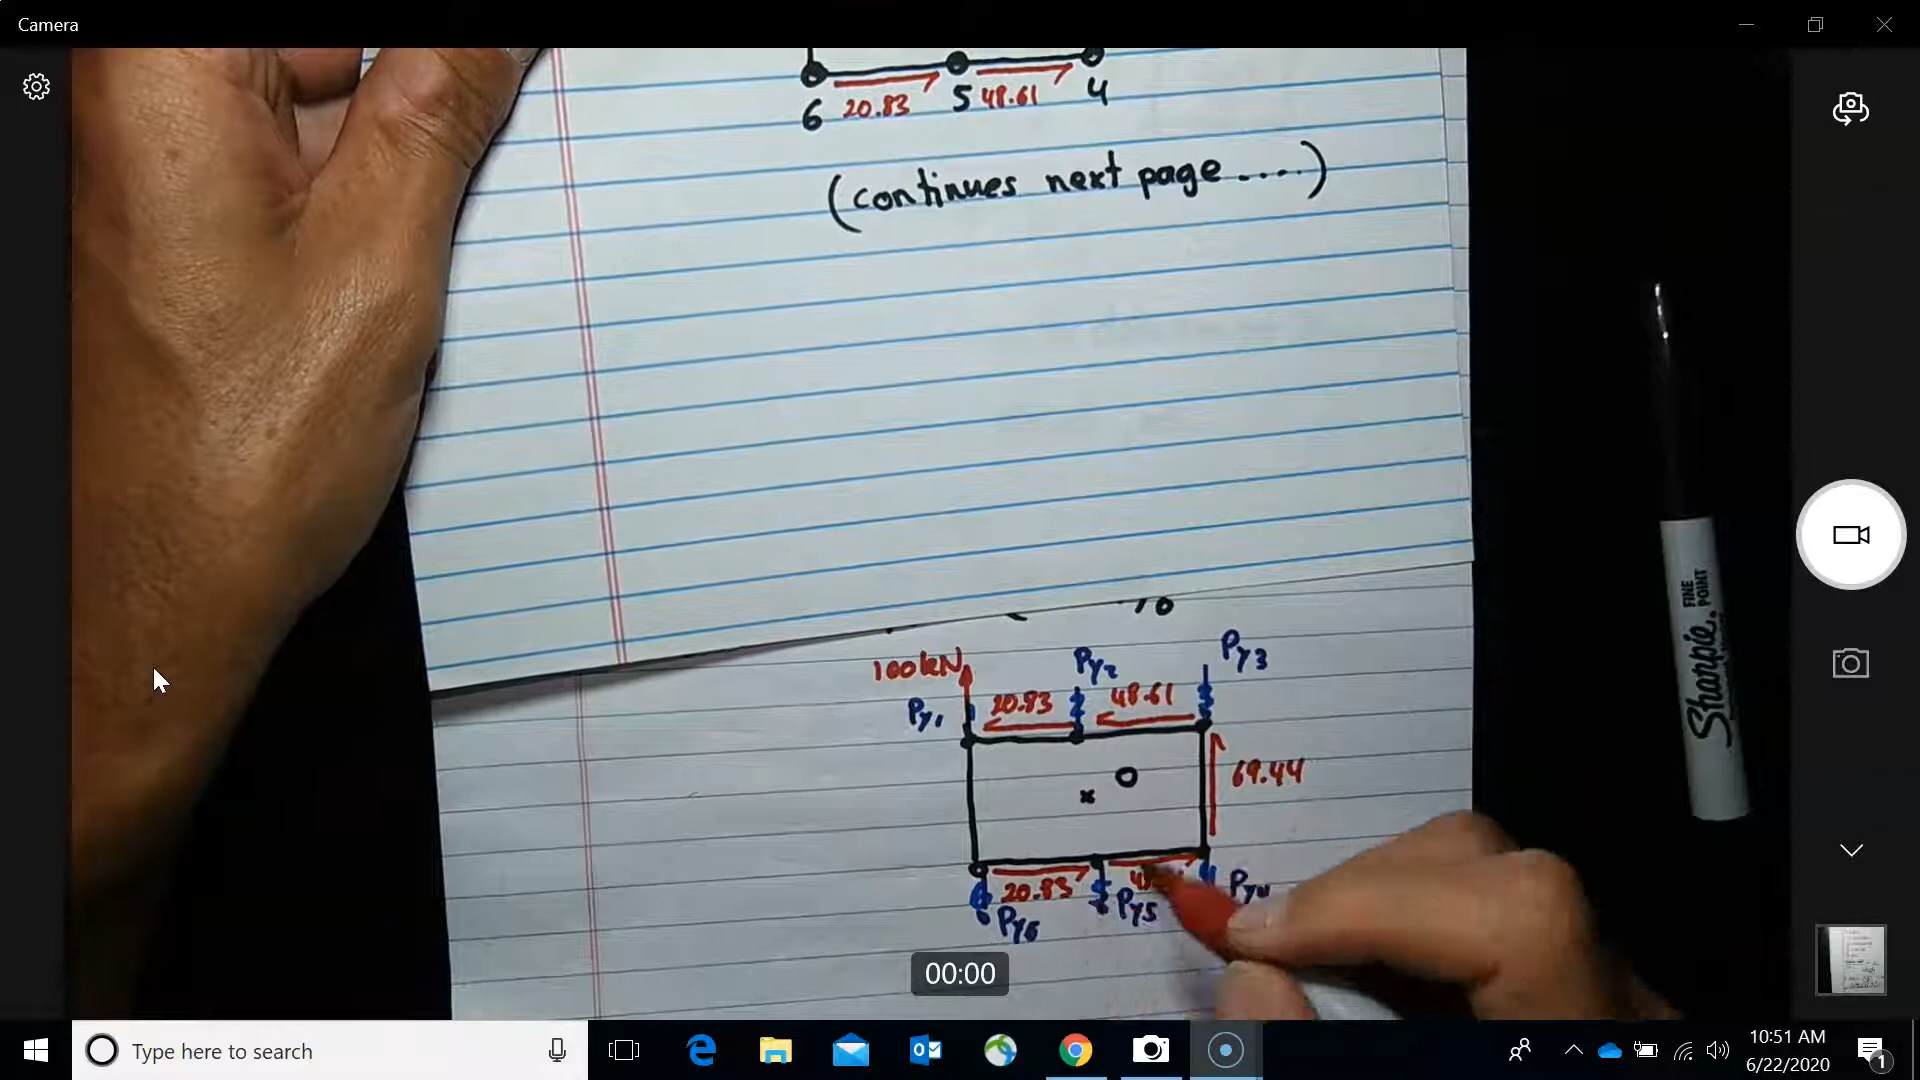 Camera
6 20.83 5 48.61 4
(continues next page ....)
100kN Py2 Py3
Py1 20.83 48.61
O 69.44
x
20.83 Py4
Py6 Py5
Sharpie.
FINE POINT
00:00
Type here to search
10:51 AM
6/22/2020
1